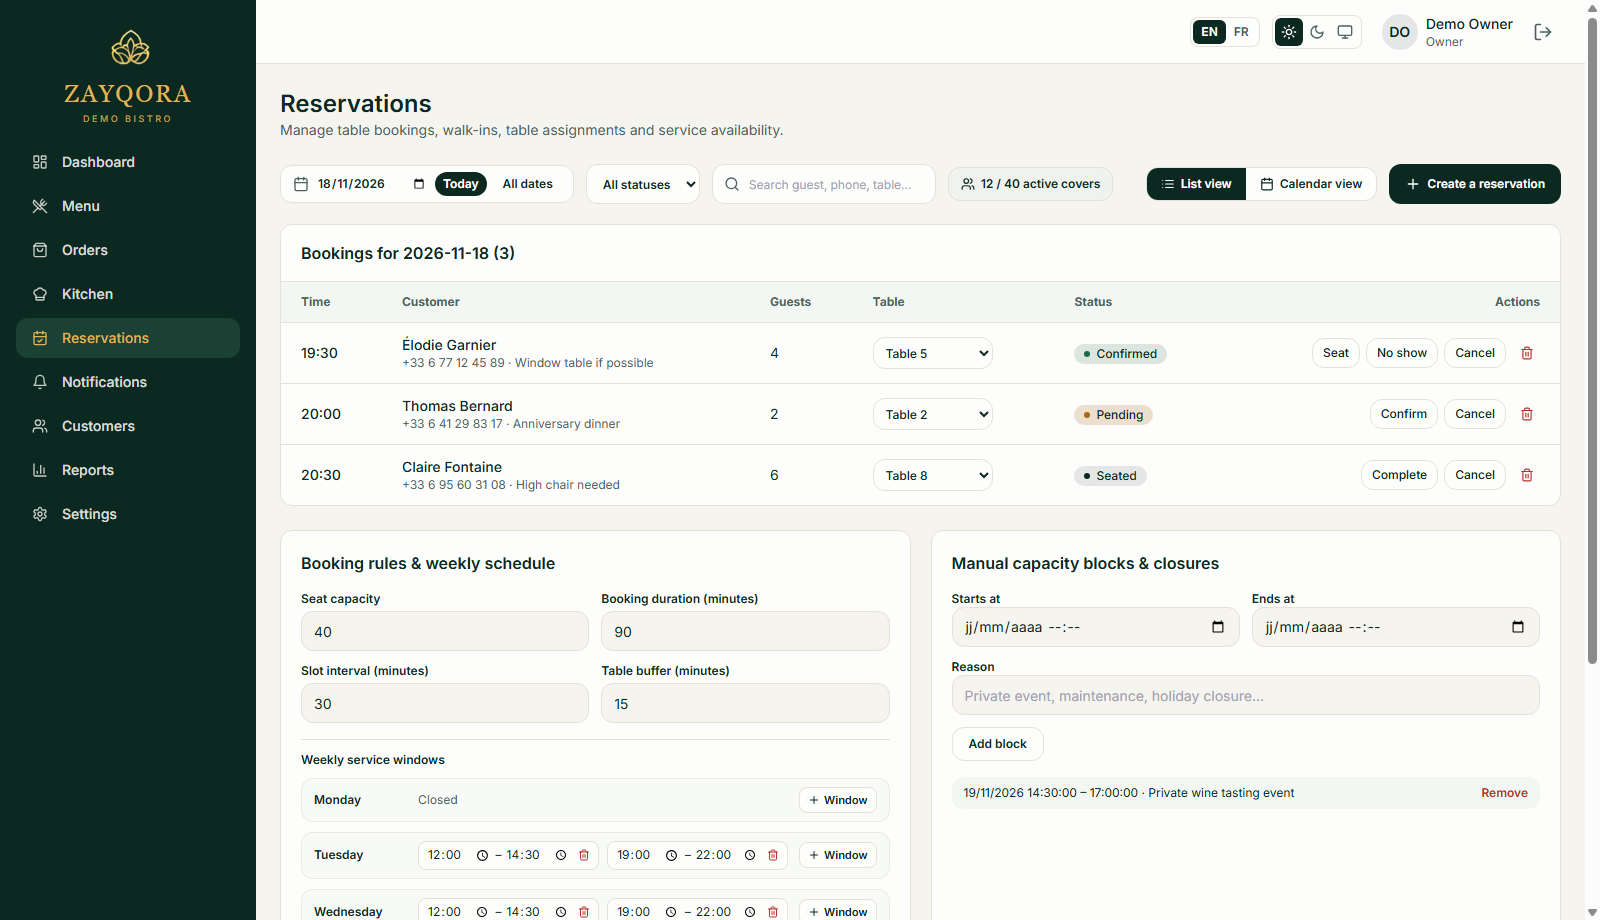 ZAYQORA
DEMO BISTRO
Dashboard
Menu
Orders
Kitchen
Reservations
Notifications
Customers
Reports
Settings
EN FR
DO Demo Owner
Owner
Reservations
Manage table bookings, walk-ins, table assignments and service availability.
18/11/2026 Today All dates All statuses Search guest, phone, table... 12 / 40 active covers List view Calendar view + Create a reservation
Bookings for 2026-11-18 (3)
Time Customer Guests Table Status Actions
19:30 Élodie Garnier 4 Table 5 Confirmed Seat No show Cancel
+33 6 77 12 45 89 · Window table if possible
20:00 Thomas Bernard 2 Table 2 Pending Confirm Cancel
+33 6 41 29 83 17 · Anniversary dinner
20:30 Claire Fontaine 6 Table 8 Seated Complete Cancel
+33 6 95 60 31 08 · High chair needed
Booking rules & weekly schedule
Seat capacity Booking duration (minutes)
40 90
Slot interval (minutes) Table buffer (minutes)
30 15
Weekly service windows
Monday Closed + Window
Tuesday 12:00 – 14:30 19:00 – 22:00 + Window
Wednesday 12:00 – 14:30 19:00 – 22:00 + Window
Manual capacity blocks & closures
Starts at Ends at
jj/mm/aaaa --:-- jj/mm/aaaa --:--
Reason
Private event, maintenance, holiday closure...
Add block
19/11/2026 14:30:00 – 17:00:00 · Private wine tasting event Remove